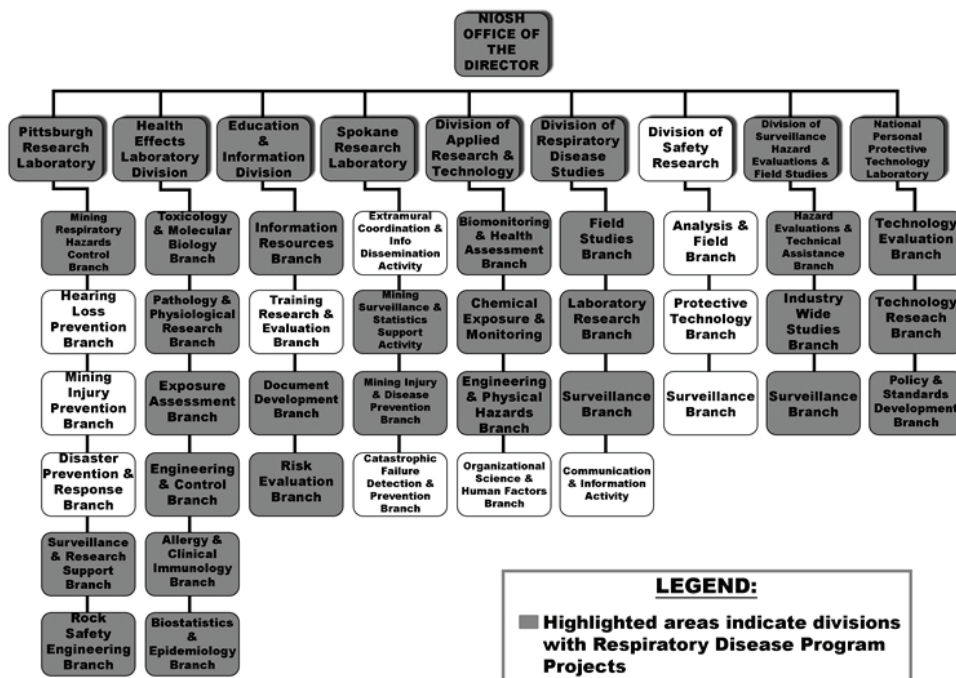 NIOSH
OFFICE OF
THE
DIRECTOR
Pittsburgh
Research
Laboratory
Health
Effects
Laboratory
Division
Education
&
Information
Division
Spokane
Research
Laboratory
Division of
Applied
Research &
Technology
Division of
Respiratory
Disease
Studies
Division of
Safety
Research
Division of
Surveillance
Hazard
Evaluations &
Field Studies
National
Personal
Protective
Technology
Laboratory
Mining
Respiratory
Hazards
Control
Branch
Toxicology
& Molecular
Biology
Branch
Information
Resources
Branch
Extramural
Coordination &
Info
Dissemination
Activity
Biomonitoring
& Health
Assessment
Branch
Field
Studies
Branch
Analysis &
Field
Branch
Hazard
Evaluations &
Technical
Assistance
Branch
Technology
Evaluation
Branch
Hearing
Loss
Prevention
Branch
Pathology &
Physiological
Research
Branch
Training
Research &
Evaluation
Branch
Mining
Surveillance &
Statistics
Support
Activity
Chemical
Exposure &
Monitoring
Laboratory
Research
Branch
Protective
Technology
Branch
Industry
Wide
Studies
Branch
Technology
Reseach
Branch
Mining
Injury
Prevention
Branch
Exposure
Assessment
Branch
Document
Development
Branch
Mining Injury
& Disease
Prevention
Branch
Engineering
& Physical
Hazards
Branch
Surveillance
Branch
Surveillance
Branch
Surveillance
Branch
Policy &
Standards
Development
Branch
Disaster
Prevention &
Response
Branch
Engineering
& Control
Branch
Risk
Evaluation
Branch
Catastrophic
Failure
Detection &
Prevention
Branch
Organizational
Science &
Human Factors
Branch
Communication
& Information
Activity
Surveillance
& Research
Support
Branch
Allergy &
Clinical
Immunology
Branch
Rock
Safety
Engineering
Branch
Biostatistics &
Epidemiology
Branch
LEGEND:
Highlighted areas indicate divisions
with Respiratory Disease Program
Projects